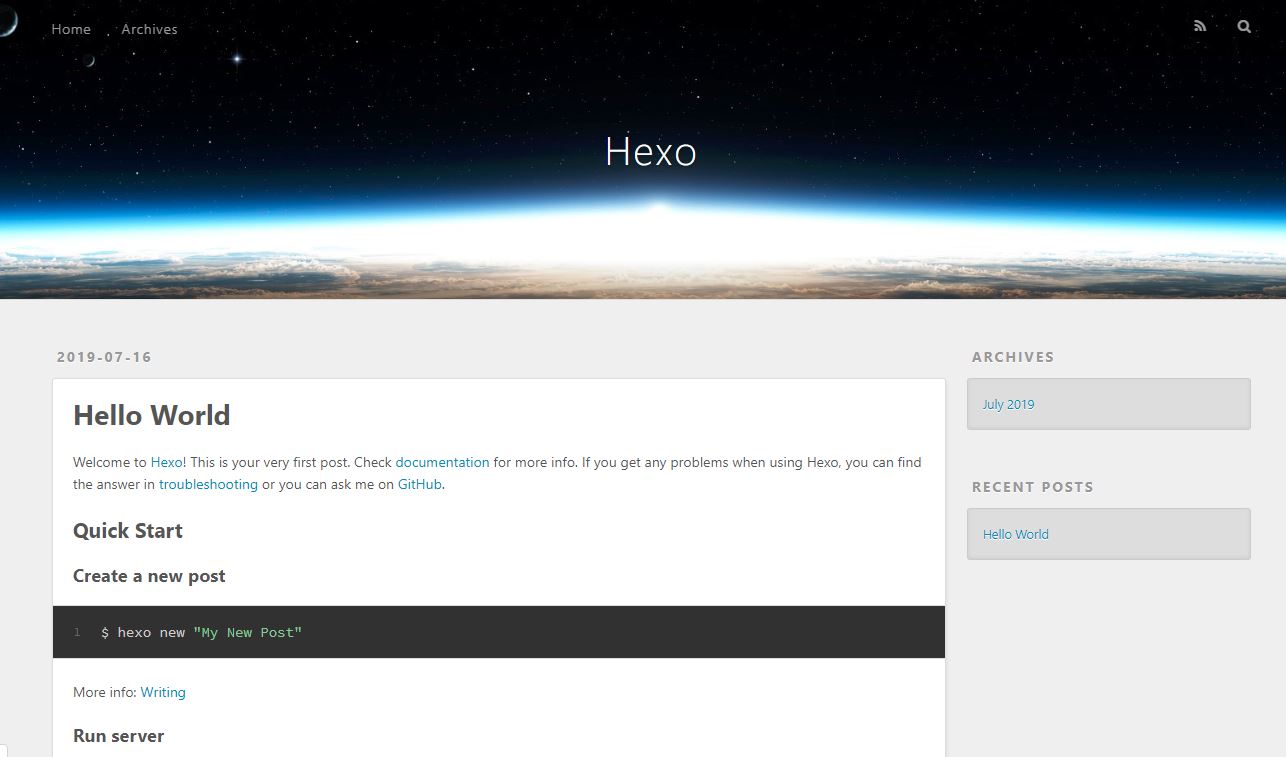 Home Archives
Hexo
2019-07-16
Hello World
Welcome to Hexo! This is your very first post. Check documentation for more info. If you get any problems when using Hexo, you can find
the answer in troubleshooting or you can ask me on GitHub.
Quick Start
Create a new post
1 $ hexo new "My New Post"
More info: Writing
Run server
ARCHIVES
July 2019
RECENT POSTS
Hello World